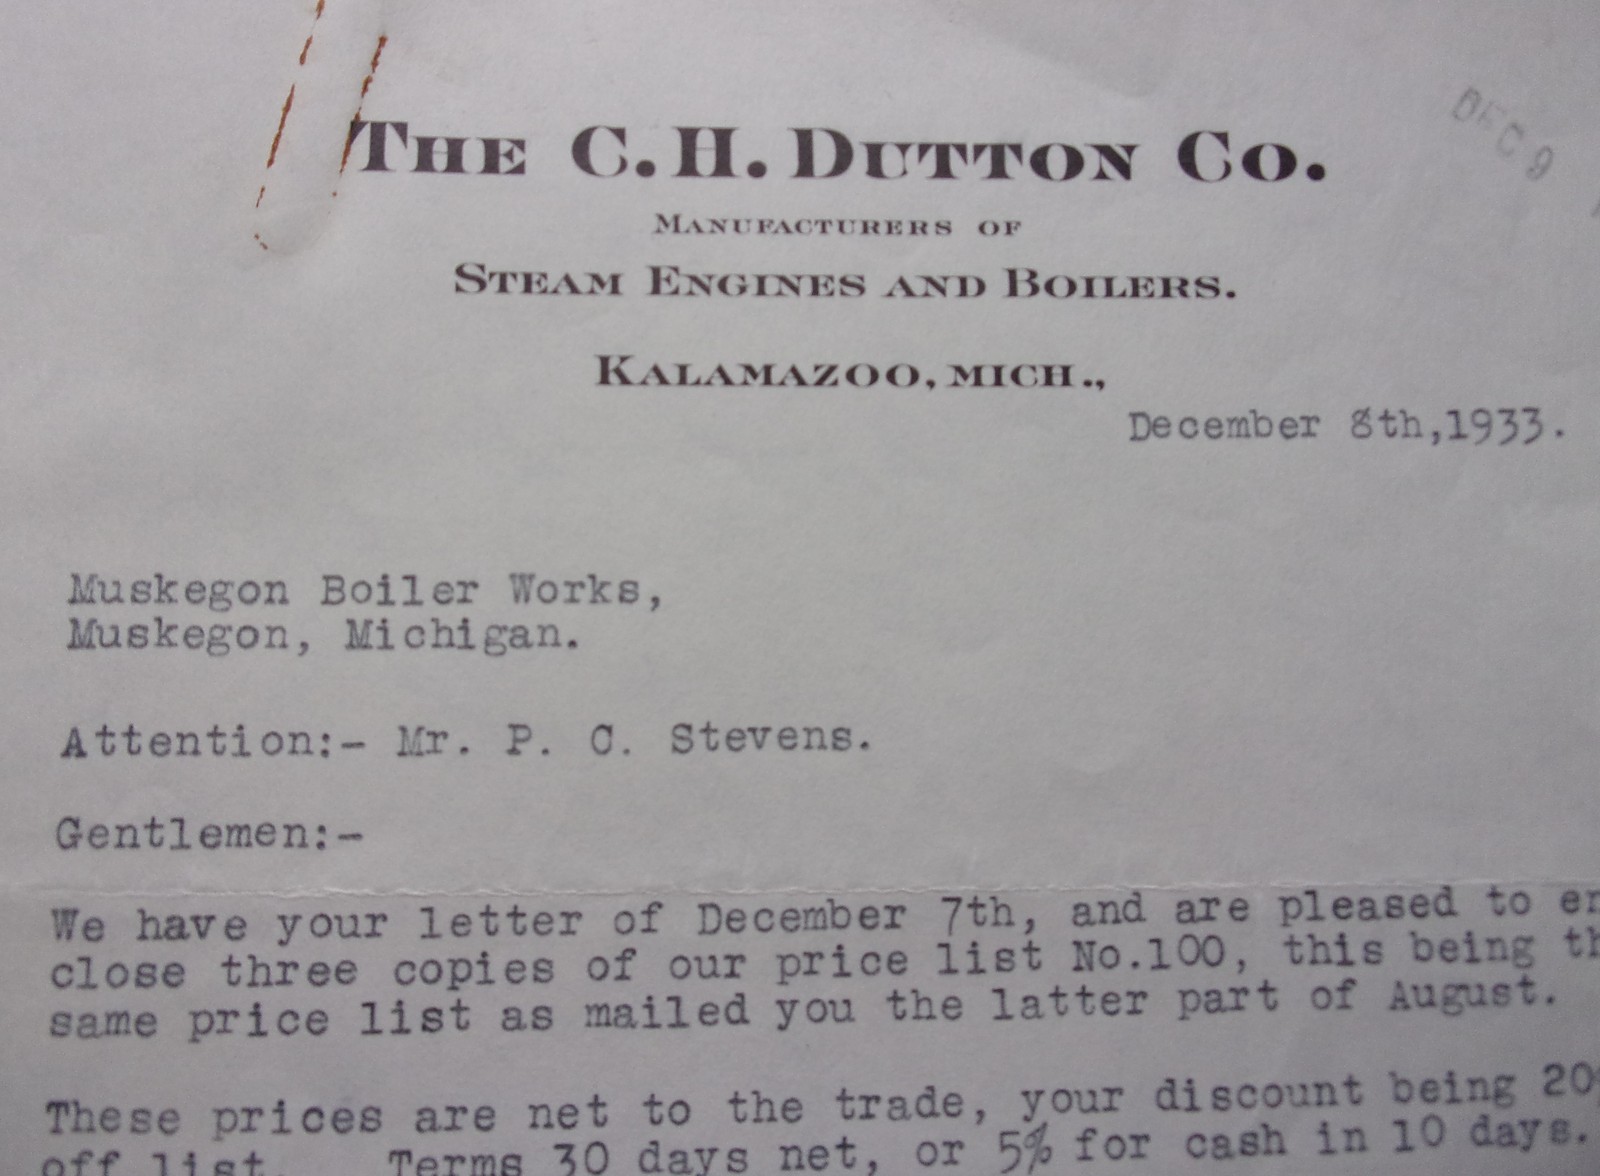 THE C. H. DUTTON CO.
DEC 9
MANUFACTURERS OF
STEAM ENGINES AND BOILERS.
KALAMAZOO, MICH.,
December 8th,1933.
Muskegon Boiler Works,
Muskegon, Michigan.
Attention:- Mr. P. C. Stevens.
Gentlemen:-
We have your letter of December 7th, and are pleased to en
close three copies of our price list No.100, this being th
same price list as mailed you the latter part of August.
These prices are net to the trade, your discount being 20%
off list. Terms 30 days net, or 5% for cash in 10 days.